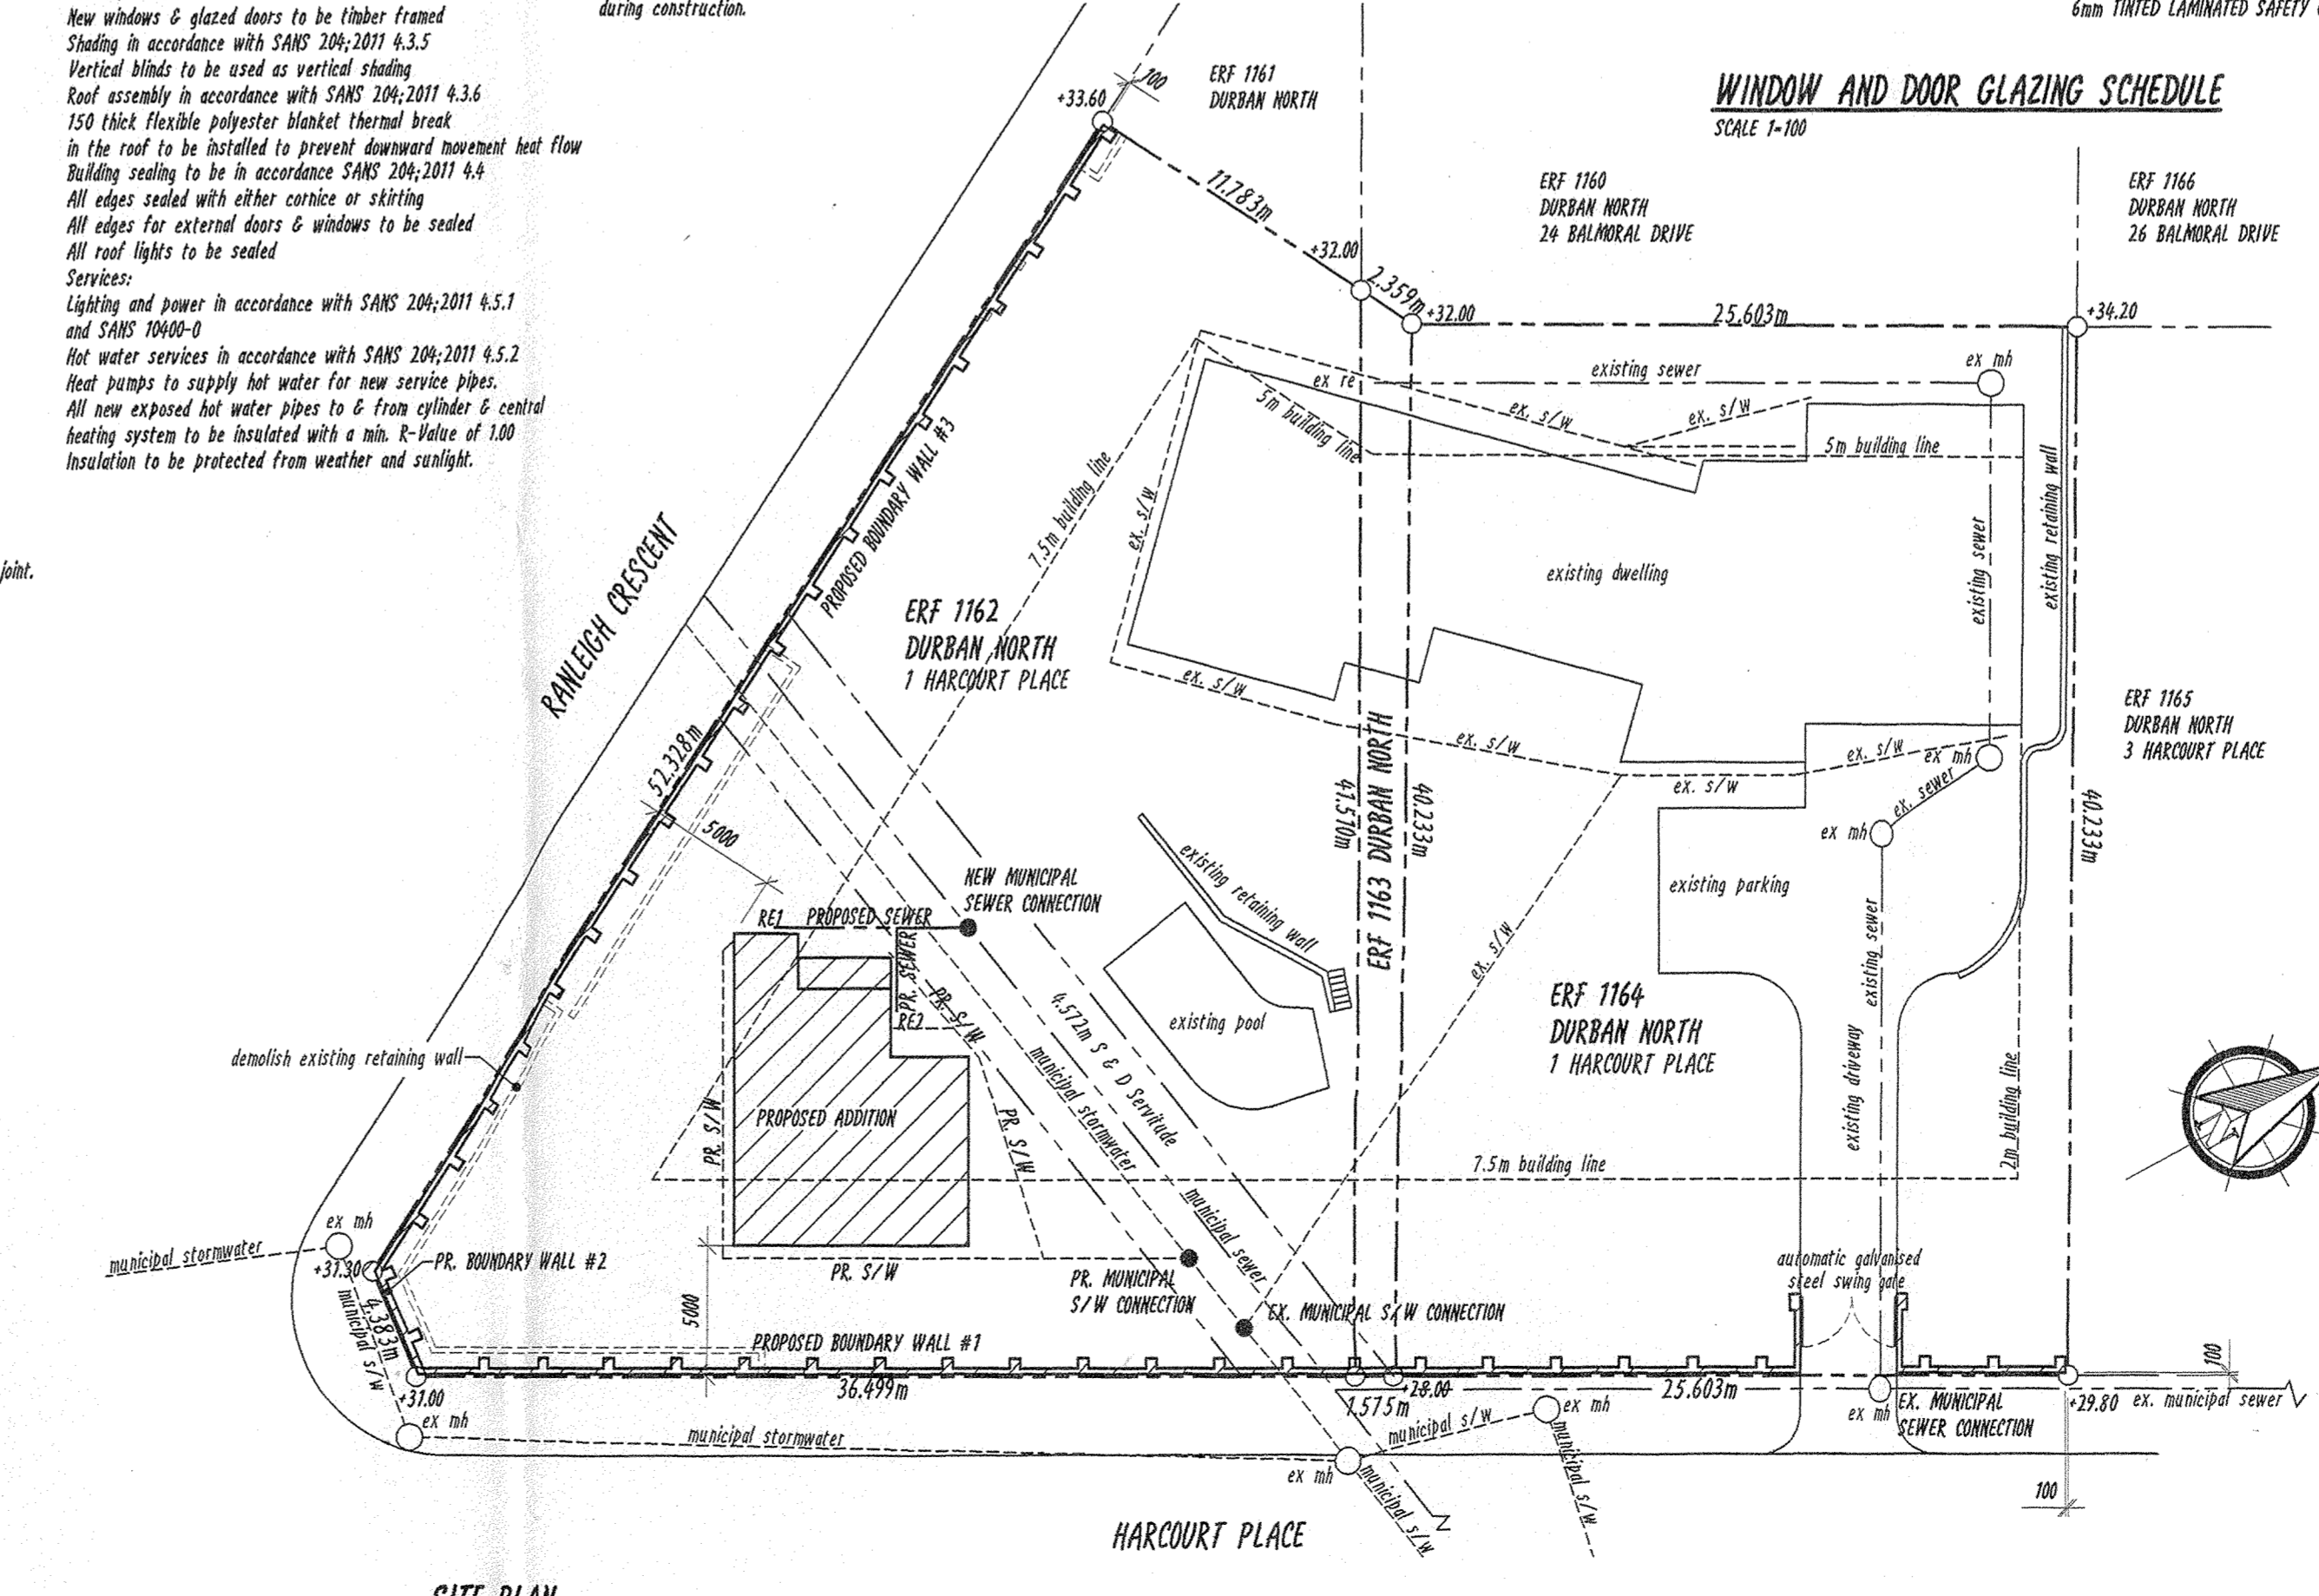 New windows & glazed doors to be timber framed
Shading in accordance with SANS 204;2011 4.3.5
Vertical blinds to be used as vertical shading
Roof assembly in accordance with SANS 204;2011 4.3.6
150 thick flexible polyester blanket thermal break
in the roof to be installed to prevent downward movement heat flow
Building sealing to be in accordance SANS 204;2011 4.4
All edges sealed with either cornice or skirting
All edges for external doors & windows to be sealed
All roof lights to be sealed
Services:
Lighting and power in accordance with SANS 204;2011 4.5.1
and SANS 10400-0
Hot water services in accordance with SANS 204;2011 4.5.2
Heat pumps to supply hot water for new service pipes.
All new exposed hot water pipes to & from cylinder & central
heating system to be insulated with a min. R-Value of 1.00
Insulation to be protected from weather and sunlight.
joint.
during construction.
6mm TINTED LAMINATED SAFETY
WINDOW AND DOOR GLAZING SCHEDULE
SCALE 1=100
ERF 1161
DURBAN NORTH
100
+33.60
11.783m
+32.00
2.359m
+32.00
25.603m
+34.20
ERF 1160
DURBAN NORTH
24 BALMORAL DRIVE
ERF 1166
DURBAN NORTH
26 BALMORAL DRIVE
ex mh
existing sewer
ex re
5m building line
ex. s/w
ex. s/w
5m building line
existing retaining wall
existing sewer
existing dwelling
ex. s/w
7.5m building line
PROPOSED BOUNDARY WALL #3
RANLEIGH CRESCENT
ERF 1162
DURBAN NORTH
1 HARCOURT PLACE
ex. s/w
ex. s/w
ex. s/w
ex. s/w
ex mh
ex. sewer
ex mh
ERF 1165
DURBAN NORTH
3 HARCOURT PLACE
40.233m
52.328m
5000
41.570m
ERF 1163 DURBAN NORTH
40.233m
existing parking
existing retaining wall
NEW MUNICIPAL
SEWER CONNECTION
RE1
PROPOSED SEWER
PR. SEWER
PR. S/W
RE2
existing pool
ex. s/w
existing sewer
ERF 1164
DURBAN NORTH
1 HARCOURT PLACE
existing driveway
2m building line
N
demolish existing retaining wall
PROPOSED ADDITION
PR. S/W
PR. S/W
4.572m S & D Servitude
municipal stormwater
municipal sewer
7.5m building line
ex mh
municipal stormwater
+31.30
PR. BOUNDARY WALL #2
4.383m
municipal s/w
PR. S/W
5000
PR. MUNICIPAL
S/W CONNECTION
EX. MUNICIPAL S/W CONNECTION
automatic galvanised
steel swing gate
PROPOSED BOUNDARY WALL #1
+31.00
36.499m
+28.00
1.575m
25.603m
100
+29.80
ex. municipal sewer
ex mh
EX. MUNICIPAL
SEWER CONNECTION
ex mh
municipal stormwater
municipal s/w
ex mh
municipal s/w
ex mh
municipal s/w
100
HARCOURT PLACE
SITE PLAN